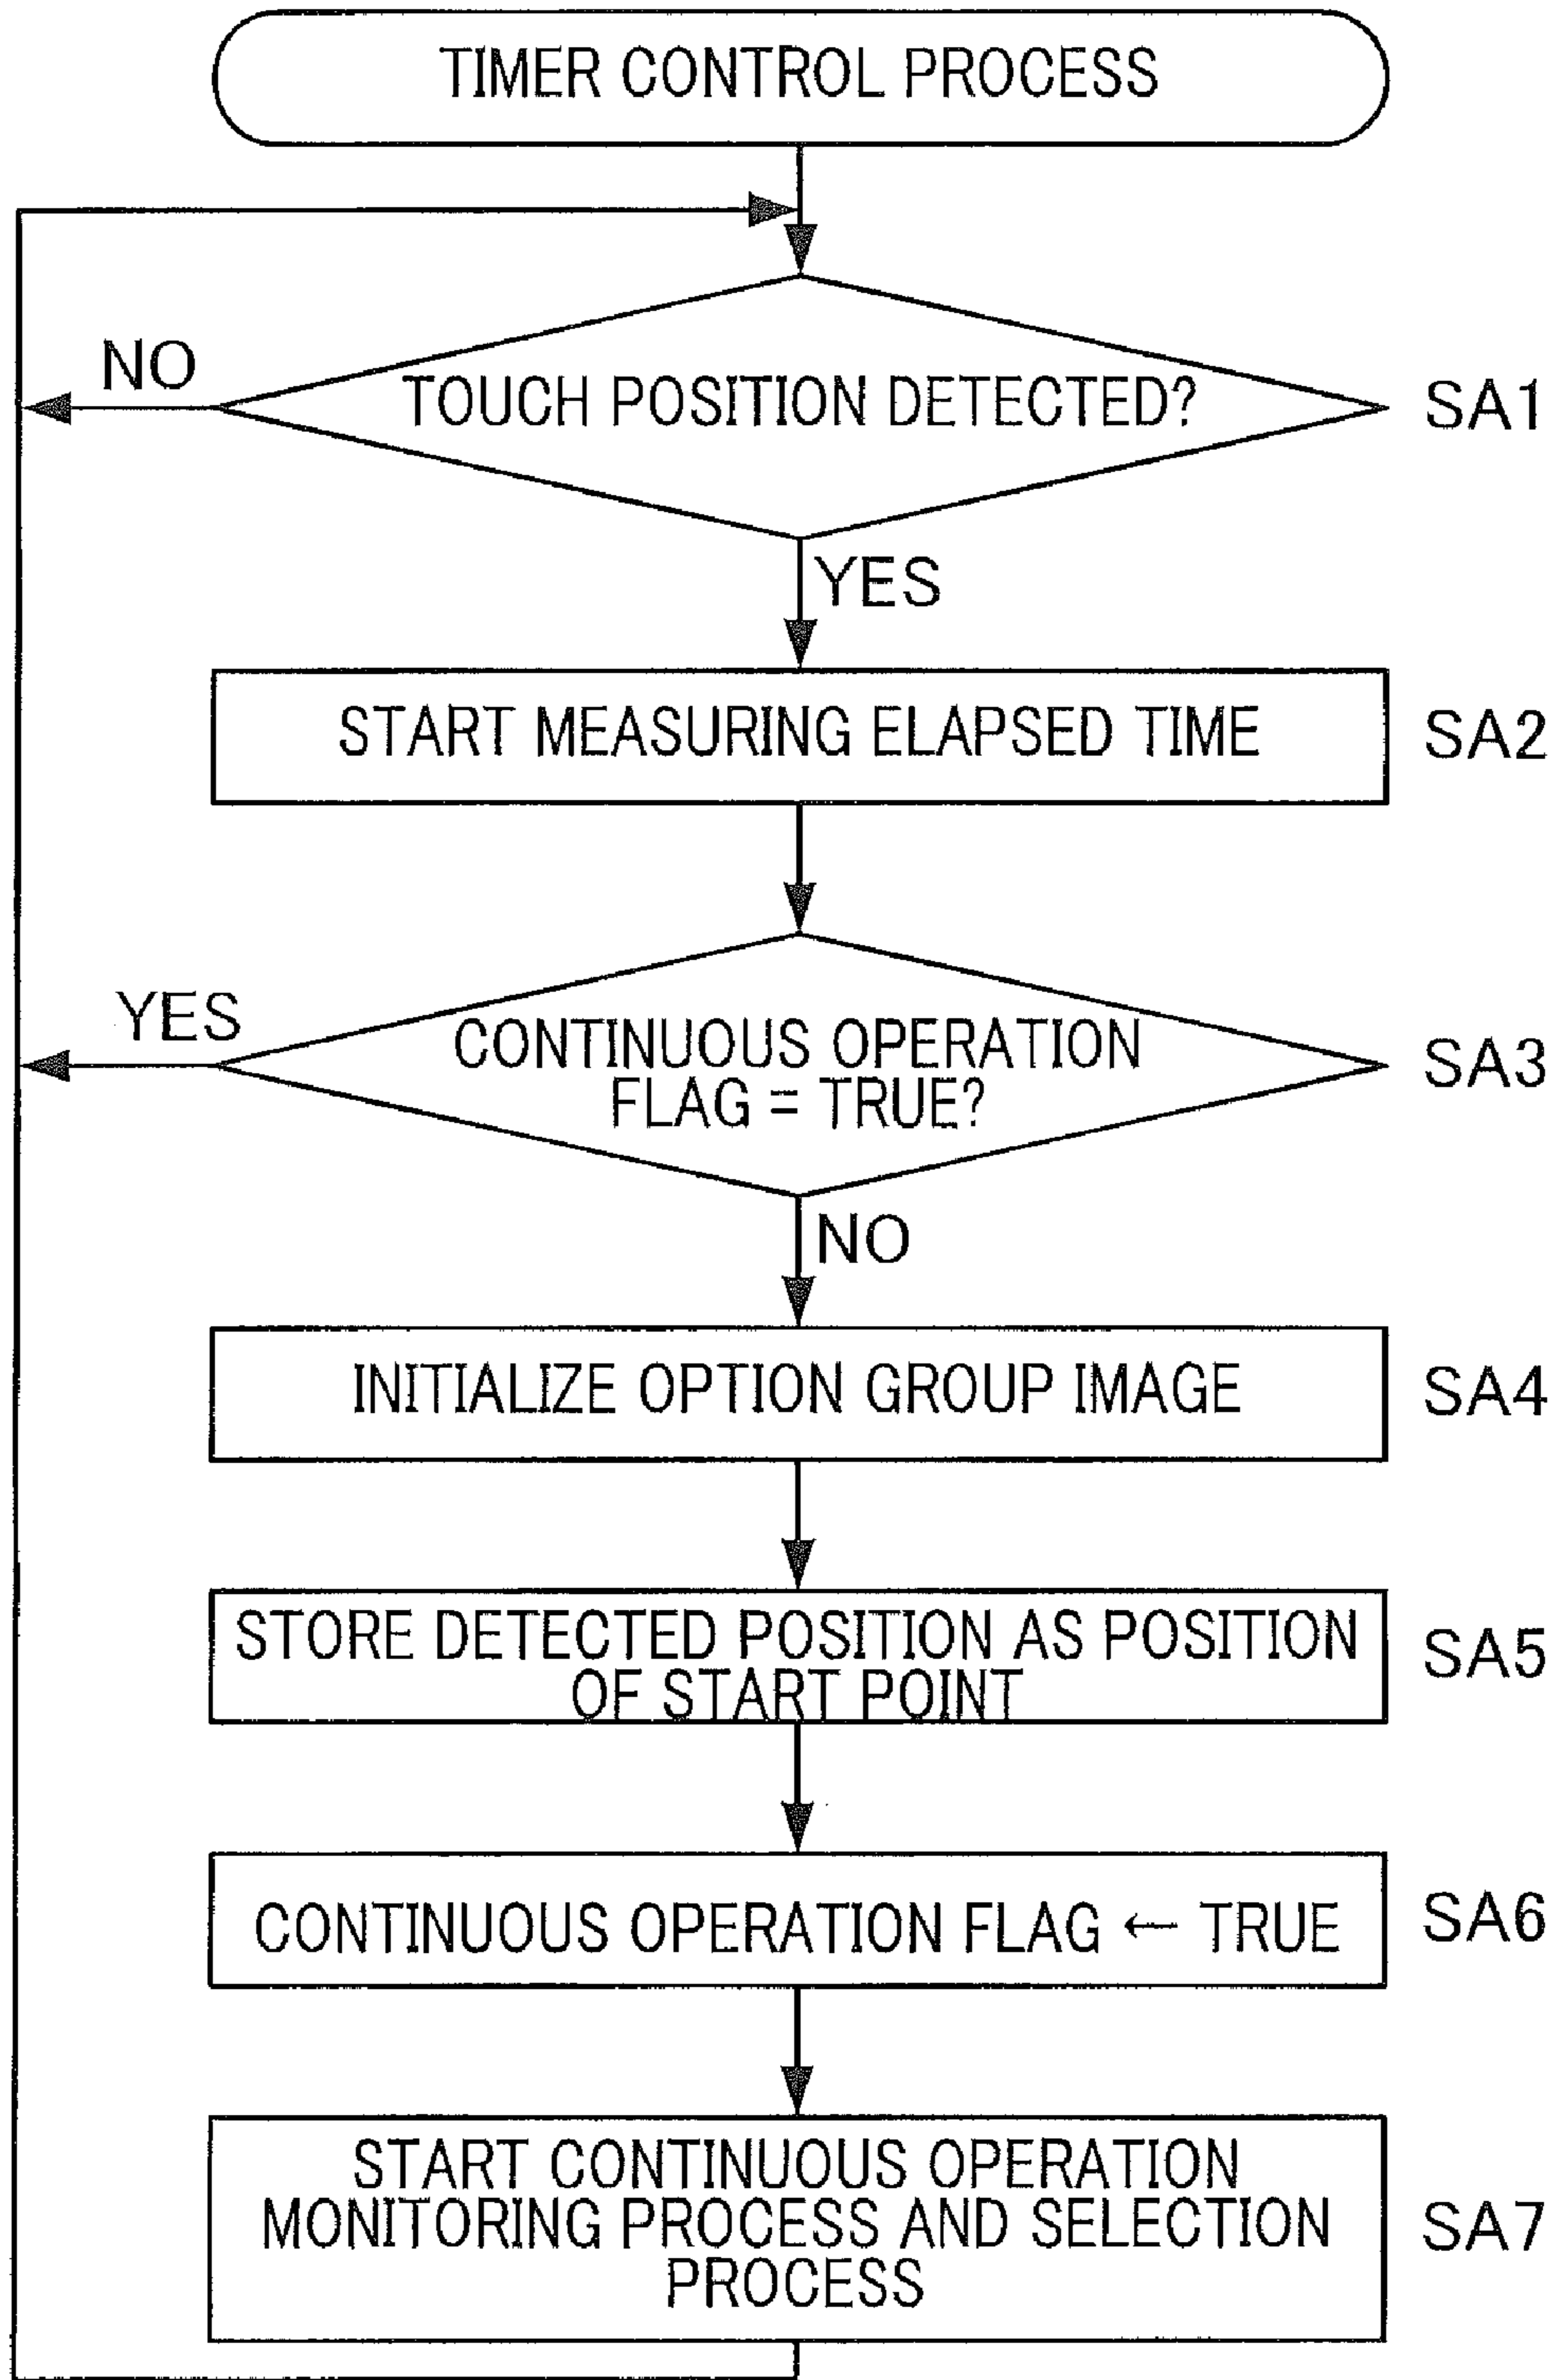 TIMER CONTROL PROCESS
NO
TOUCH POSITION DETECTED?
SA1
YES
START MEASURING ELAPSED TIME
SA2
YES
CONTINUOUS OPERATION
FLAG = TRUE?
SA3
NO
INITIALIZE OPTION GROUP IMAGE
SA4
STORE DETECTED POSITION AS POSITION
OF START POINT
SA5
CONTINUOUS OPERATION FLAG ← TRUE
SA6
START CONTINUOUS OPERATION
MONITORING PROCESS AND SELECTION
PROCESS
SA7